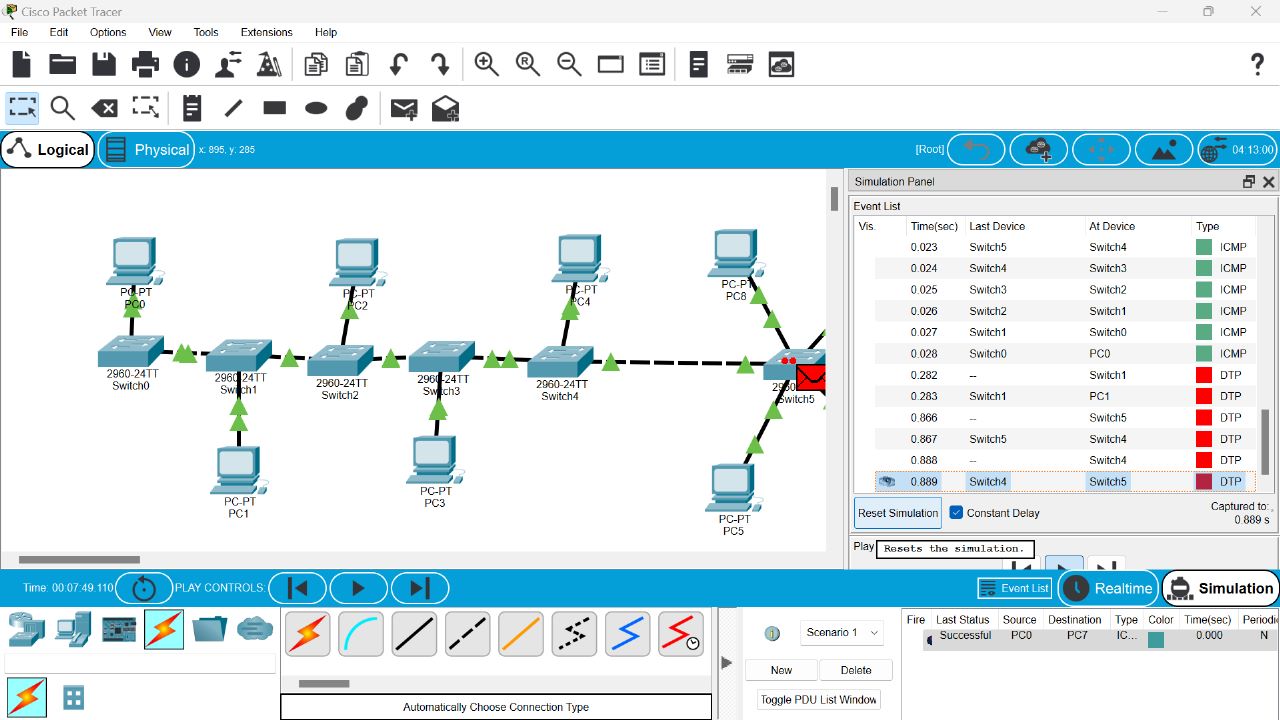 Cisco Packet Tracer
File Edit Options View Tools Extensions Help
Logical Physical x: 895, y: 285 [Root] 04:13:00
PC-PT
PC0
PC-PT
PC2
PC-PT
PC4
PC-PT
PC8
2960-24TT
Switch0
2960-24TT
Switch1
2960-24TT
Switch2
2960-24TT
Switch3
2960-24TT
Switch4
Switch5
PC-PT
PC1
PC-PT
PC3
PC-PT
PC5
Simulation Panel
Event List
Vis. Time(sec) Last Device At Device Type
0.023 Switch5 Switch4 ICMP
0.024 Switch4 Switch3 ICMP
0.025 Switch3 Switch2 ICMP
0.026 Switch2 Switch1 ICMP
0.027 Switch1 Switch0 ICMP
0.028 Switch0 PC0 ICMP
0.282 -- Switch1 DTP
0.283 Switch1 PC1 DTP
0.866 -- Switch5 DTP
0.867 Switch5 Switch4 DTP
0.888 -- Switch4 DTP
0.889 Switch4 Switch5 DTP
Reset Simulation Constant Delay Captured to:
0.889 s
Play
Resets the simulation.
Time: 00:07:49.110 PLAY CONTROLS: Event List Realtime Simulation
Scenario 1
New Delete
Toggle PDU List Window
Fire Last Status Source Destination Type Color Time(sec) Periodi
Successful PC0 PC7 IC... 0.000 N
Automatically Choose Connection Type